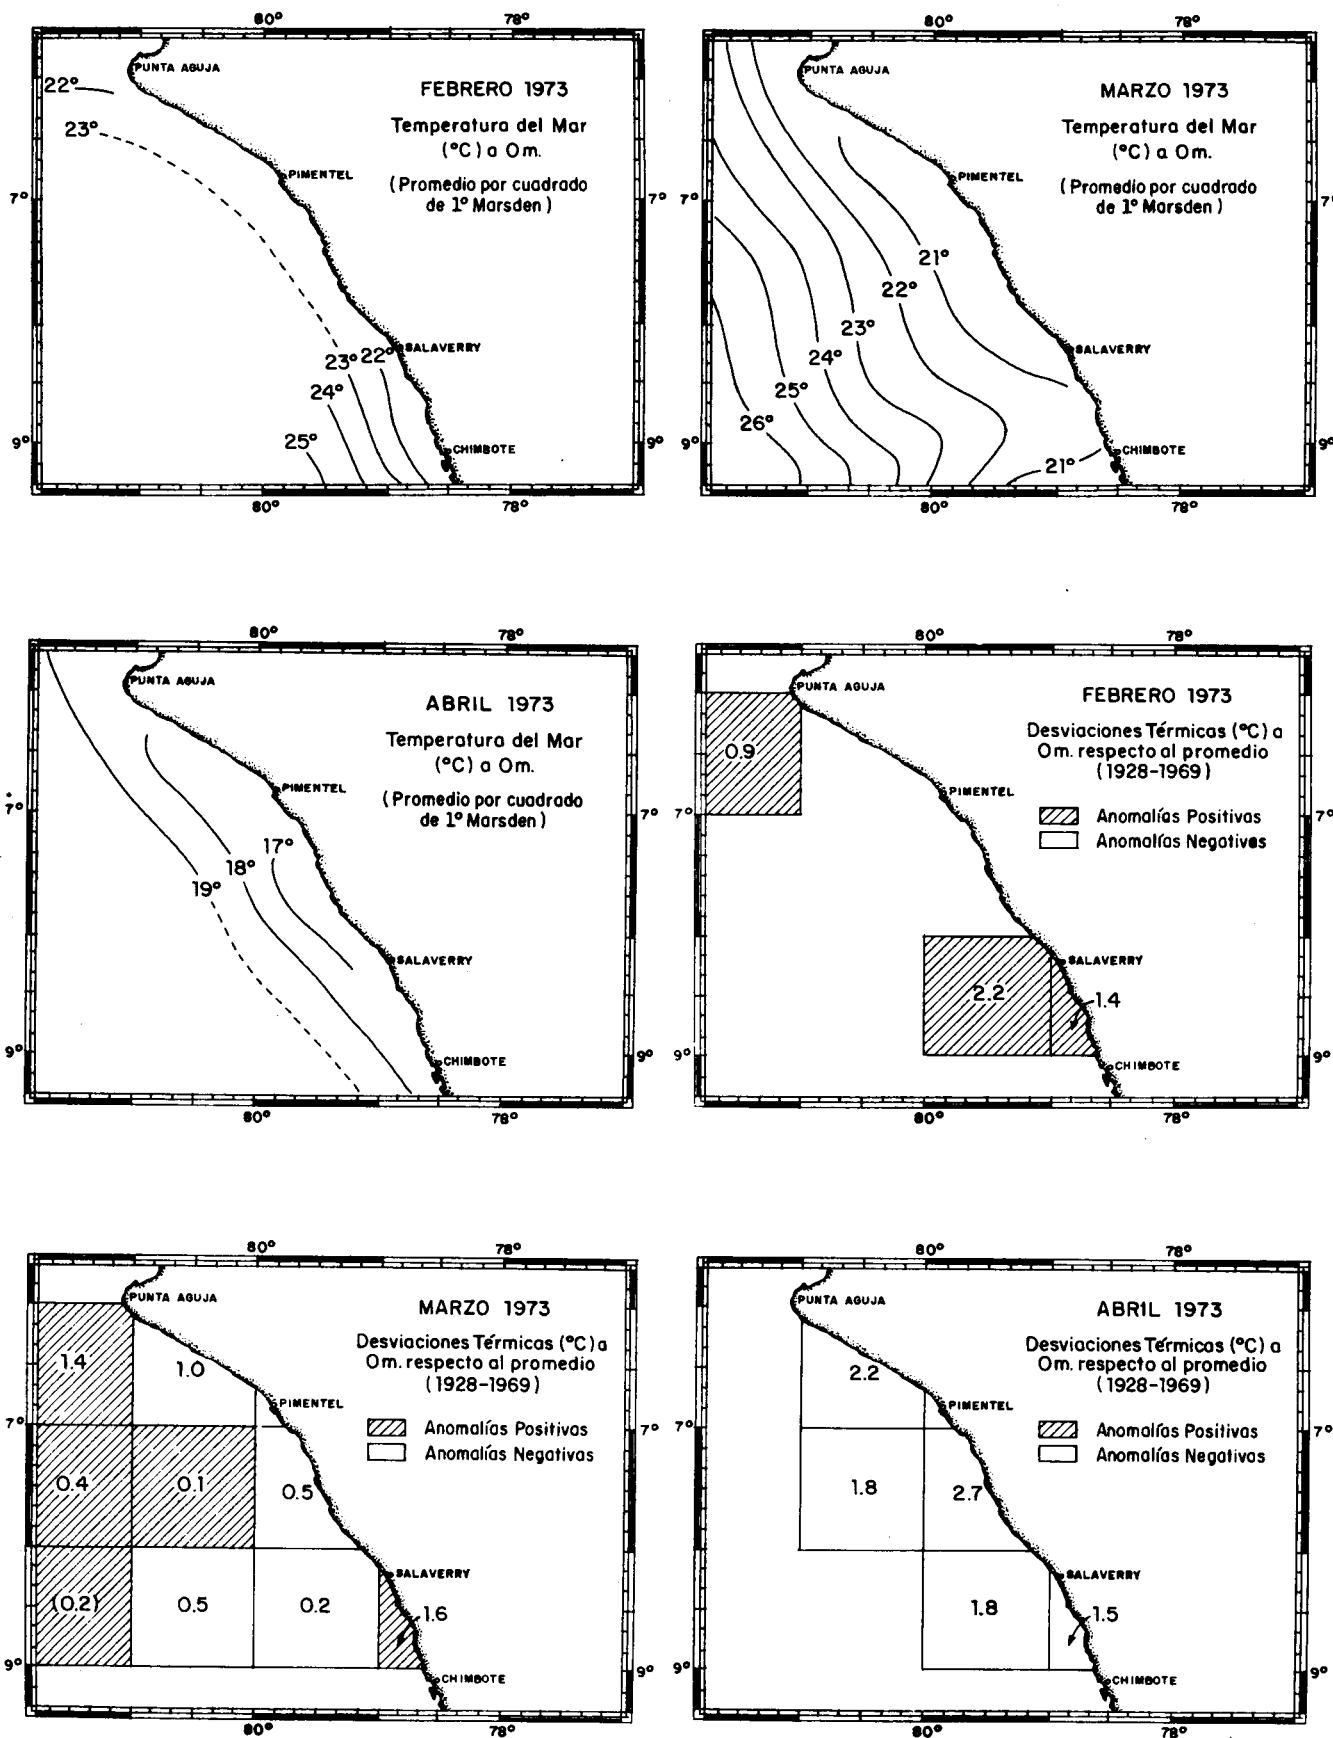 80° 78°
PUNTA AGUJA
22°
FEBRERO 1973
23°
Temperatura del Mar
(°C) a Om.
PIMENTEL
(Promedio por cuadrado
de 1° Marsden)
7° 7°
SALAVERRY
23° 22°
24°
25°
9° 9°
CHIMBOTE
80° 78°
80° 78°
PUNTA AGUJA
MARZO 1973
Temperatura del Mar
(°C) a Om.
PIMENTEL
(Promedio por cuadrado
de 1° Marsden)
7° 7°
21°
22°
23°
SALAVERRY
24°
25°
26°
9° 9°
CHIMBOTE
21°
80° 78°
80° 78°
PUNTA AGUJA
ABRIL 1973
Temperatura del Mar
(°C) a Om.
PIMENTEL
(Promedio por cuadrado
de 1° Marsden)
7° 7°
17°
18°
19°
SALAVERRY
9° 9°
CHIMBOTE
80° 78°
80° 78°
PUNTA AGUJA
FEBRERO 1973
Desviaciones Térmicas (°C) a
Om. respecto al promedio
(1928-1969)
0.9
PIMENTEL
Anomalías Positivas
7° 7°
Anomalías Negativas
SALAVERRY
2.2
1.4
9° 9°
CHIMBOTE
80° 78°
80° 78°
PUNTA AGUJA
MARZO 1973
Desviaciones Térmicas (°C) a
Om. respecto al promedio
(1928-1969)
1.4 1.0
PIMENTEL
7° 7°
Anomalías Positivas
Anomalías Negativas
0.4 0.1 0.5
SALAVERRY
(0.2) 0.5 0.2 1.6
9° 9°
CHIMBOTE
80° 78°
80° 78°
PUNTA AGUJA
ABRIL 1973
Desviaciones Térmicas (°C) a
Om. respecto al promedio
(1928-1969)
2.2
PIMENTEL
7° 7°
Anomalías Positivas
Anomalías Negativas
1.8 2.7
SALAVERRY
1.8 1.5
9° 9°
CHIMBOTE
80° 78°